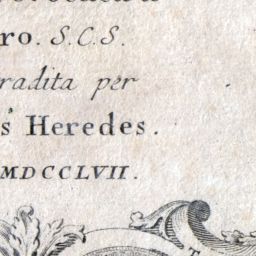 ro. S.C.S.
radita per
s Heredes.
MDCCLVII.
T